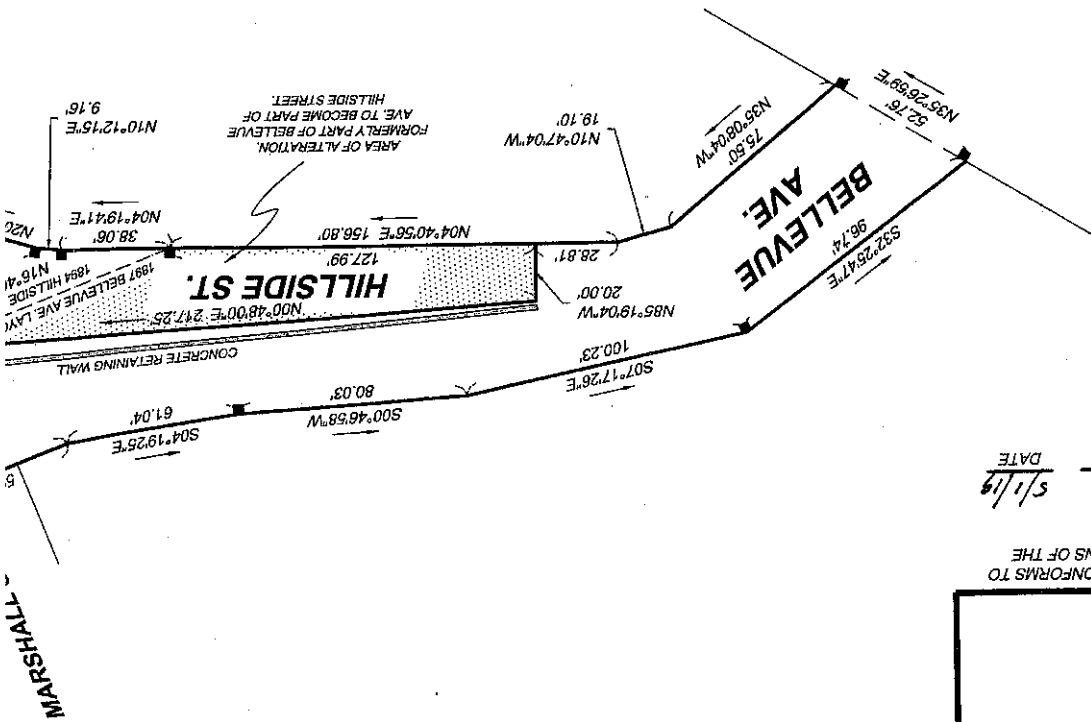 CONFORMS TO
NS OF THE
5/1/19
DATE
MARSHALL
S04°19'25"E
61.04'
S00°46'58"W
80.03'
S07°17'26"E
100.23'
S32°25'47"E
96.74'
BELLEVUE
AVE.
N35°26'59"E
52.76'
N35°08'04"W
75.50'
N10°47'04"W
19.10'
N85°19'04"W
20.00'
28.81'
CONCRETE RETAINING WALL
N00°48'00"E 217.25
HILLSIDE ST.
127.99'
N04°40'56"E 156.80'
1897 BELLEVUE AVE. LAYO
1894 HILLSIDE
N16°4
N04°19'41"E
38.06'
N20
N10°12'15"E
9.16'
AREA OF ALTERATION.
FORMERLY PART OF BELLEVUE
AVE. TO BECOME PART OF
HILLSIDE STREET.